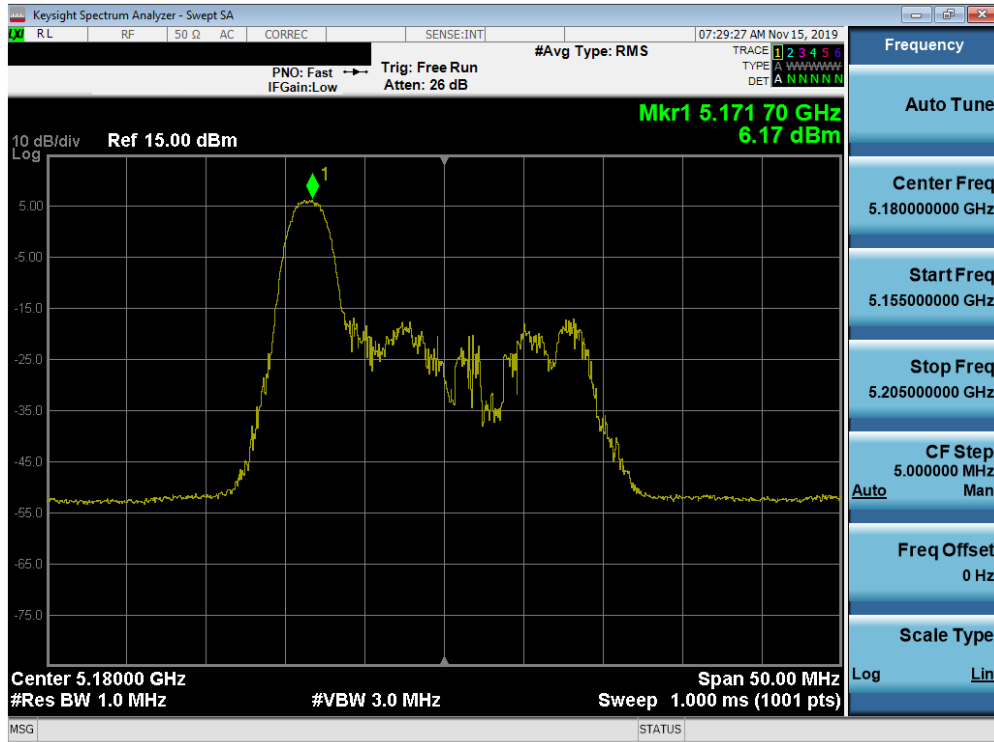 Keysight Spectrum Analyzer - Swept SA
LXI RL RF 50 Ω AC CORREC SENSE:INT 07:29:27 AM Nov 15, 2019
#Avg Type: RMS TRACE 1 2 3 4 5 6
PNO: Fast Trig: Free Run TYPE A WWWWW
IFGain:Low Atten: 26 dB DET A N N N N N
Mkr1 5.171 70 GHz
6.17 dBm
10 dB/div Ref 15.00 dBm
Log
1
5.00
-5.00
-15.0
-25.0
-35.0
-45.0
-55.0
-65.0
-75.0
Center 5.18000 GHz Span 50.00 MHz
#Res BW 1.0 MHz #VBW 3.0 MHz Sweep 1.000 ms (1001 pts)
MSG STATUS
Frequency
Auto Tune
Center Freq
5.180000000 GHz
Start Freq
5.155000000 GHz
Stop Freq
5.205000000 GHz
CF Step
5.000000 MHz
Auto Man
Freq Offset
0 Hz
Scale Type
Log Lin